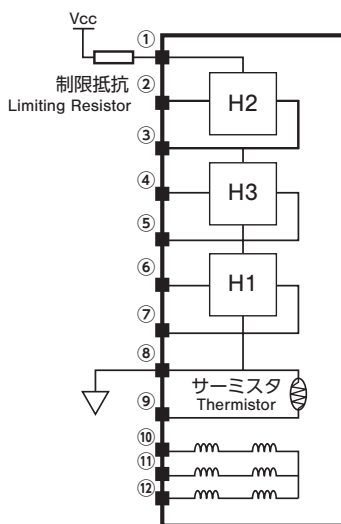 Vcc
①
制限抵抗
Limiting Resistor
②
H2
③
④
H3
⑤
⑥
H1
⑦
⑧
サーミスタ
Thermistor
⑨
⑩
⑪
⑫